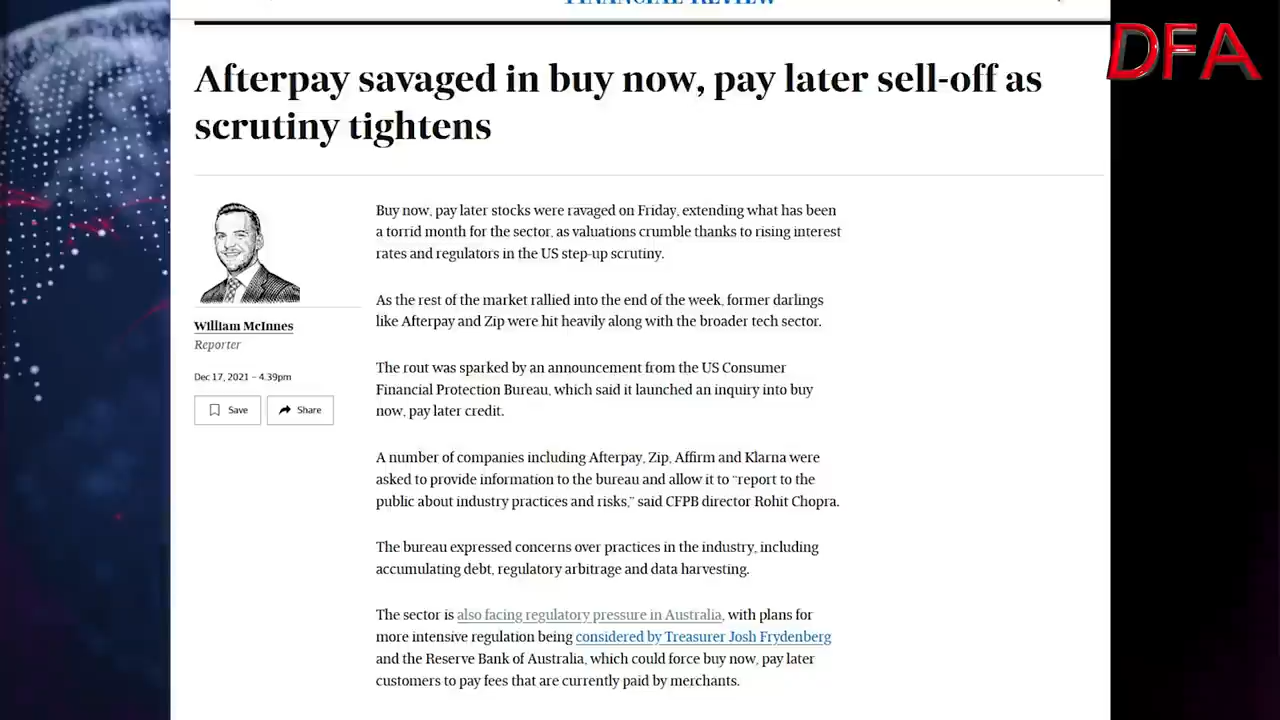 FINANCIAL REVIEW
DFA
Afterpay savaged in buy now, pay later sell-off as
scrutiny tightens
William McInnes
Reporter
Dec 17, 2021 – 4.39pm
Save
Share
Buy now, pay later stocks were ravaged on Friday, extending what has been
a torrid month for the sector, as valuations crumble thanks to rising interest
rates and regulators in the US step-up scrutiny.
As the rest of the market rallied into the end of the week, former darlings
like Afterpay and Zip were hit heavily along with the broader tech sector.
The rout was sparked by an announcement from the US Consumer
Financial Protection Bureau, which said it launched an inquiry into buy
now, pay later credit.
A number of companies including Afterpay, Zip, Affirm and Klarna were
asked to provide information to the bureau and allow it to “report to the
public about industry practices and risks,” said CFPB director Rohit Chopra.
The bureau expressed concerns over practices in the industry, including
accumulating debt, regulatory arbitrage and data harvesting.
The sector is also facing regulatory pressure in Australia, with plans for
more intensive regulation being considered by Treasurer Josh Frydenberg
and the Reserve Bank of Australia, which could force buy now, pay later
customers to pay fees that are currently paid by merchants.